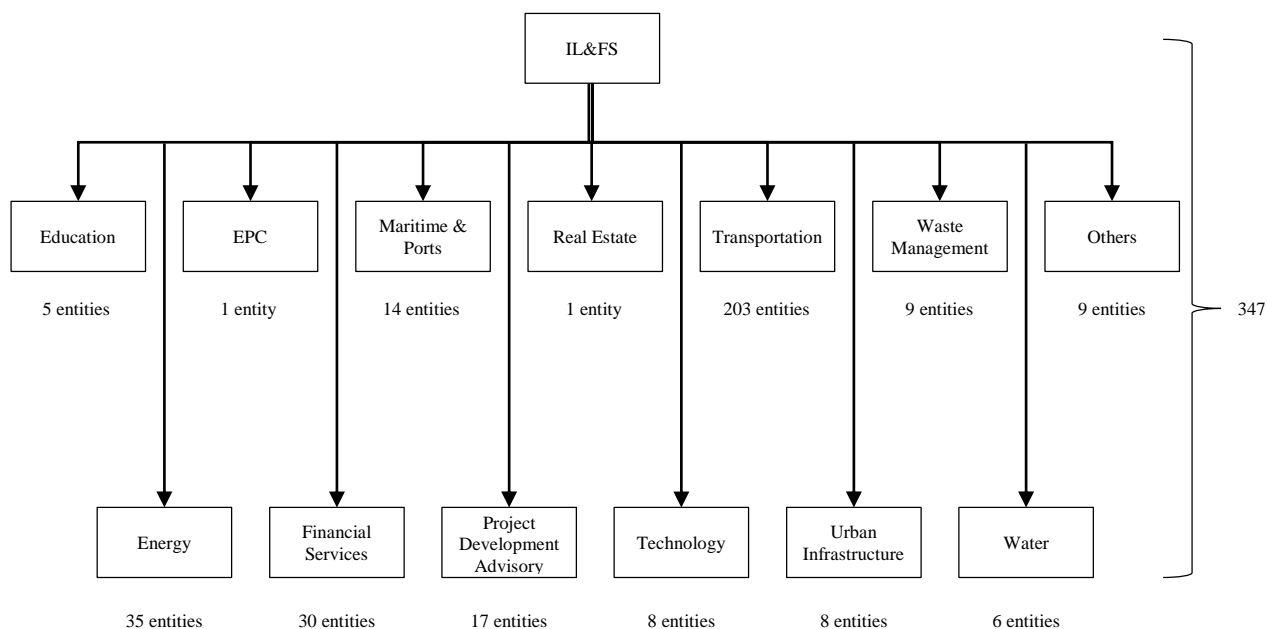 IL&FS
Education
EPC
Maritime &
Ports
Real Estate
Transportation
Waste
Management
Others
5 entities
1 entity
14 entities
1 entity
203 entities
9 entities
9 entities
347
Energy
Financial
Services
Project
Development
Advisory
Technology
Urban
Infrastructure
Water
35 entities
30 entities
17 entities
8 entities
8 entities
6 entities